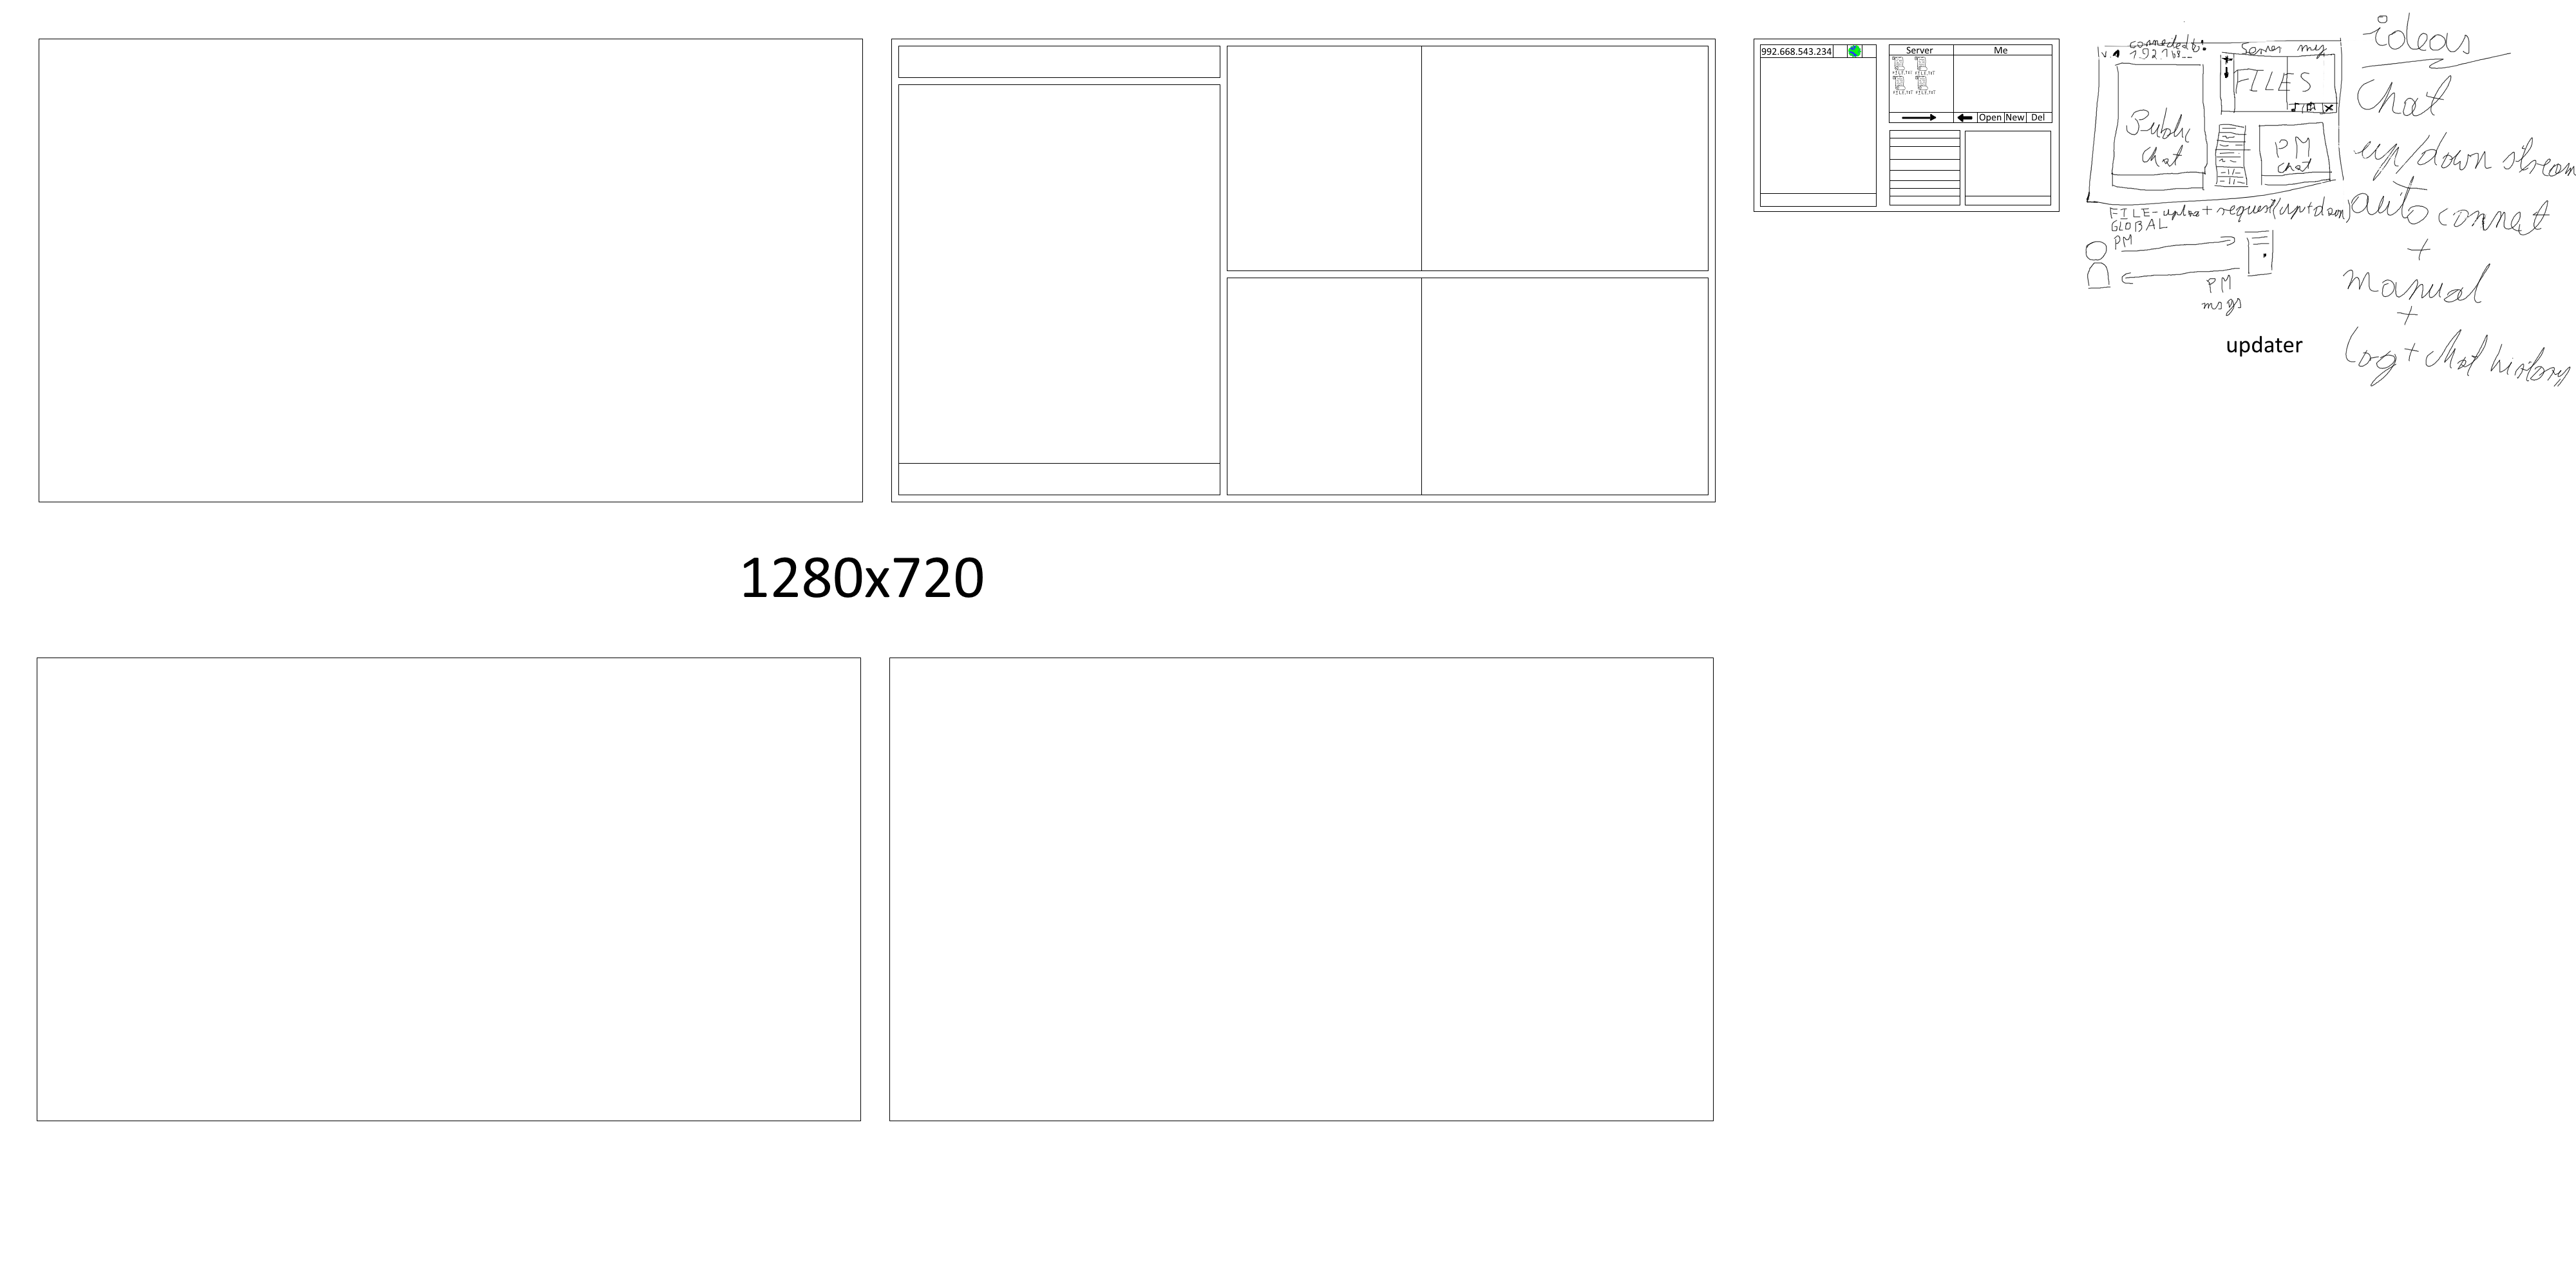 992.668.543.234
Server Me
FILE.TXT FILE.TXT
FILE.TXT FILE.TXT
Open New Del
connected to:
v.1 192.168__
Server my
FILES
Public
Chat
PM
chat
FILE-upload + request(up+down)
GLOBAL
PM
PM
msgs
updater
ideas
Chat
up/down stream
auto connect
+
manual
+
Log + Chat history
1280x720